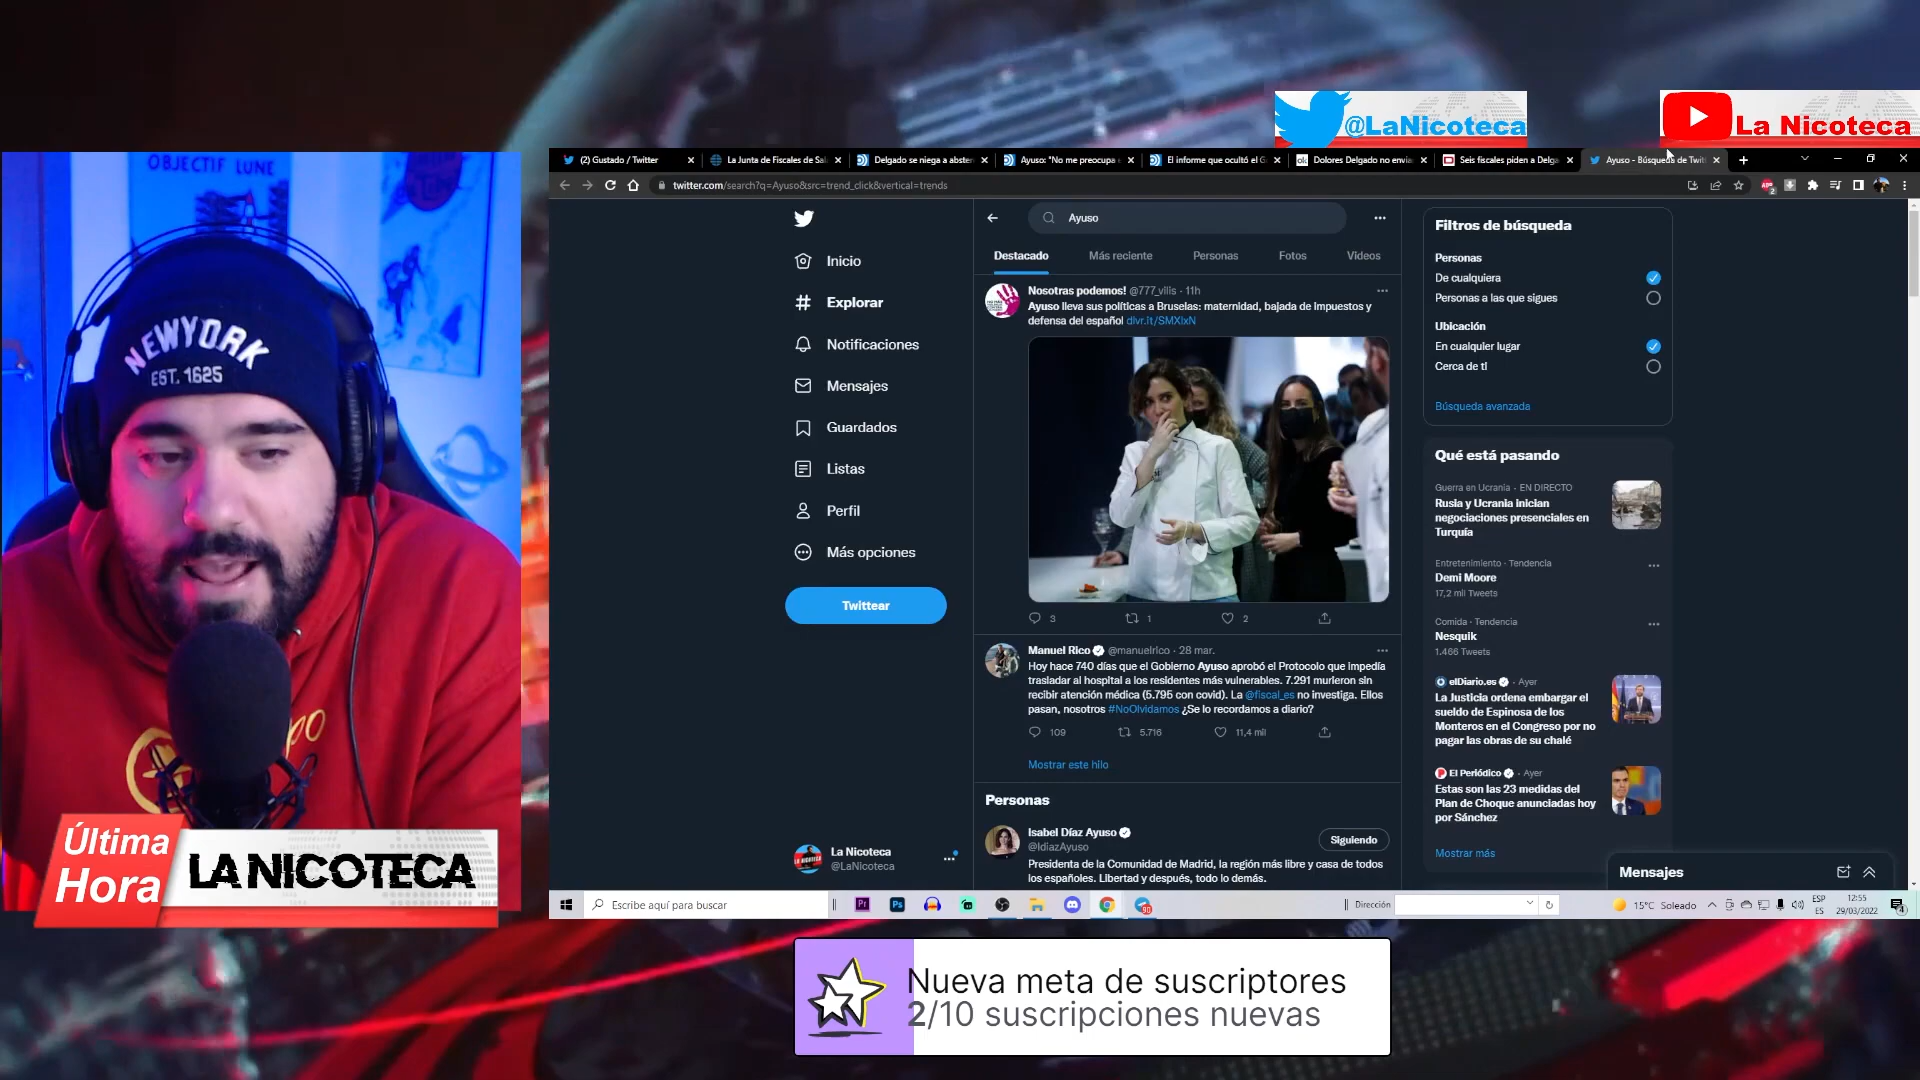 @LaNicoteca
La Nicoteca
OBJECTIF LUNE
NEWYORK
EST. 1625
Última
Hora
LA NICOTECA
(2) Gustado / Twitter
La Junta de Fiscales de Sal
Delgado se niega a abster
Ayuso: "No me preocupa
El informe que ocultó el G
Dolores Delgado no envia
Seis fiscales piden a Delga
Ayuso - Búsqueda de Twit
twitter.com/search?q=Ayuso&src=trend_click&vertical=trends
Inicio
Explorar
Notificaciones
Mensajes
Guardados
Listas
Perfil
Más opciones
Twittear
La Nicoteca
@LaNicoteca
Ayuso
Destacado
Más reciente
Personas
Fotos
Vídeos
Nosotras podemos! @777_vilis · 11h
Ayuso lleva sus políticas a Bruselas: maternidad, bajada de impuestos y
defensa del español dlvr.it/SMXlxN
3
1
2
Manuel Rico @manuelrico · 28 mar.
Hoy hace 740 días que el Gobierno Ayuso aprobó el Protocolo que impedía
trasladar al hospital a los residentes más vulnerables. 7.291 murieron sin
recibir atención médica (5.795 con covid). La @fiscal_es no investiga. Ellos
pasan, nosotros #NoOlvidamos ¿Se lo recordamos a diario?
109
5.716
11,4 mil
Mostrar este hilo
Personas
Isabel Díaz Ayuso
@IdiazAyuso
Siguiendo
Presidenta de la Comunidad de Madrid, la región más libre y casa de todos
los españoles. Libertad y después, todo lo demás.
Filtros de búsqueda
Personas
De cualquiera
Personas a las que sigues
Ubicación
En cualquier lugar
Cerca de ti
Búsqueda avanzada
Qué está pasando
Guerra en Ucrania · EN DIRECTO
Rusia y Ucrania inician
negociaciones presenciales en
Turquía
Entretenimiento · Tendencia
Demi Moore
17,2 mil Tweets
Comida · Tendencia
Nesquik
1.466 Tweets
elDiario.es · Ayer
La Justicia ordena embargar el
sueldo de Espinosa de los
Monteros en el Congreso por no
pagar las obras de su chalé
El Periódico · Ayer
Estas son las 23 medidas del
Plan de Choque anunciadas hoy
por Sánchez
Mostrar más
Mensajes
Escribe aquí para buscar
Dirección
15°C Soleado
ESP
ES
12:55
29/03/2022
Nueva meta de suscriptores
2/10 suscripciones nuevas